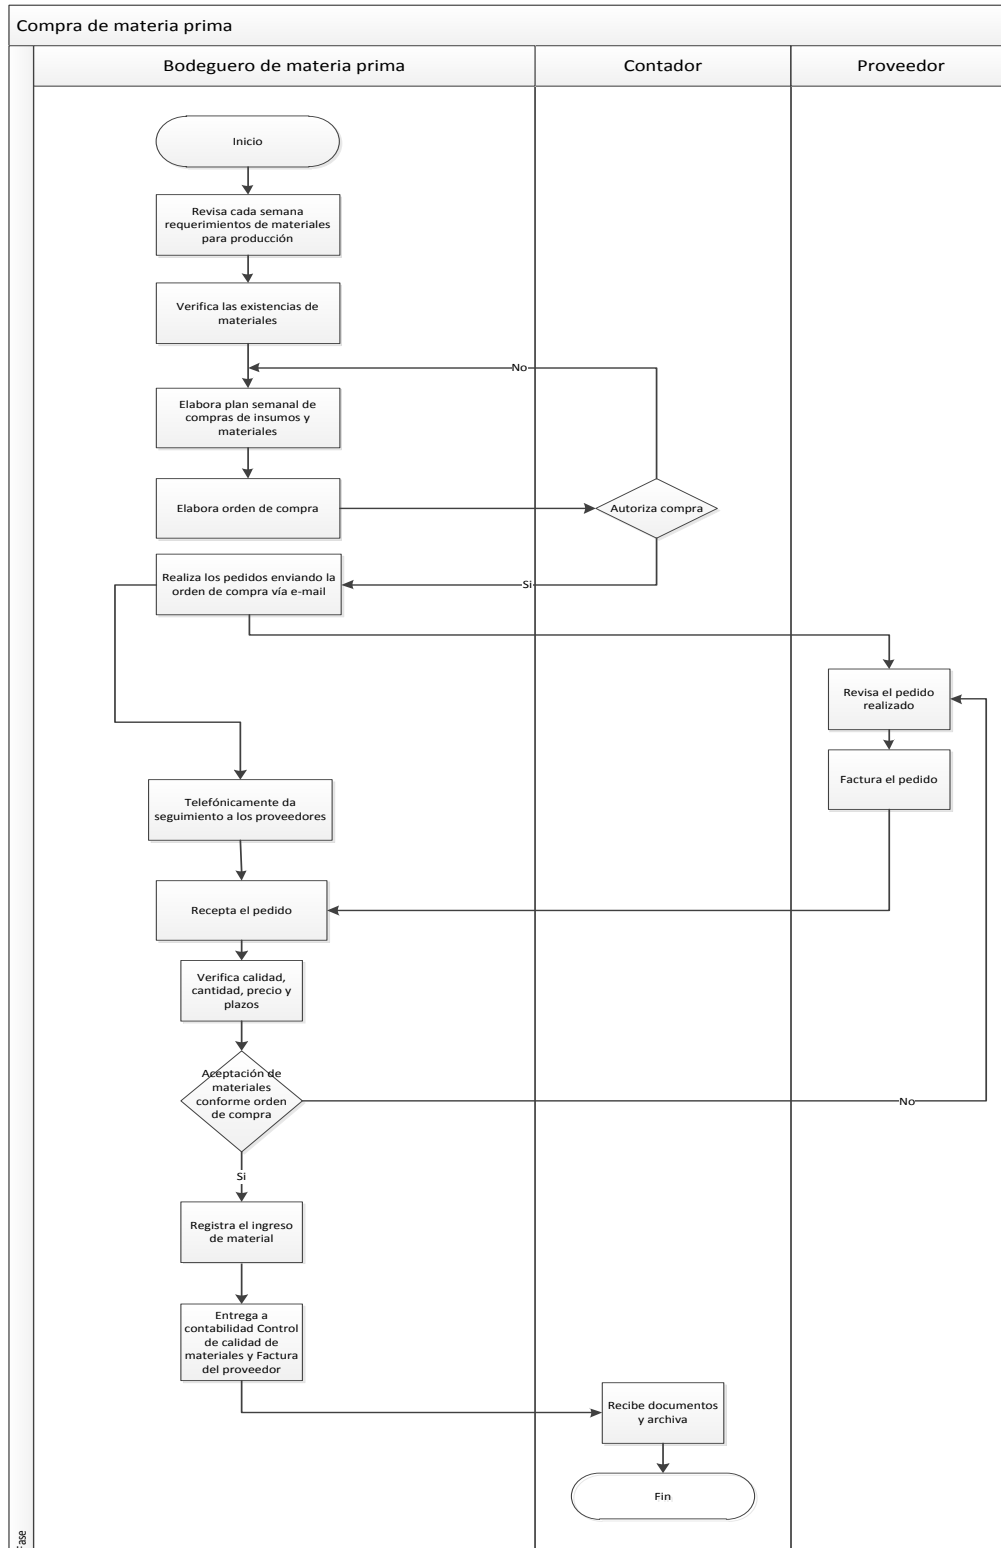 Compra de materia prima
Bodeguero de materia prima
Contador
Proveedor
Inicio
Revisa cada semana
requerimientos de materiales
para producción
Verifica las existencias de
materiales
No
Elabora plan semanal de
compras de insumos y
materiales
Elabora orden de compra
Autoriza compra
Realiza los pedidos enviando la
orden de compra vía e-mail
Si
Revisa el pedido
realizado
Factura el pedido
Telefónicamente da
seguimiento a los proveedores
Recepta el pedido
Verifica calidad,
cantidad, precio y
plazos
Aceptación de
materiales
conforme orden
de compra
No
Si
Registra el ingreso
de material
Entrega a
contabilidad Control
de calidad de
materiales y Factura
del proveedor
Recibe documentos
y archiva
Fin
Fase